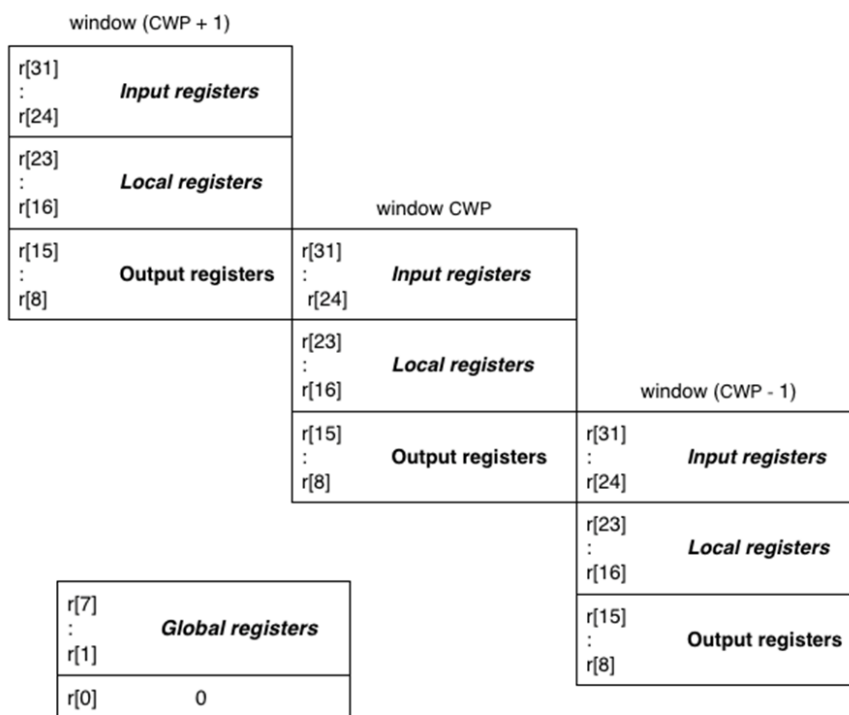 window (CWP + 1)
r[31]
: Input registers
r[24]
r[23]
: Local registers
r[16]
r[15]
: Output registers
r[8]
window CWP
r[31]
: Input registers
r[24]
r[23]
: Local registers
r[16]
r[15]
: Output registers
r[8]
window (CWP - 1)
r[31]
: Input registers
r[24]
r[23]
: Local registers
r[16]
r[15]
: Output registers
r[8]
r[7]
: Global registers
r[1]
r[0] 0